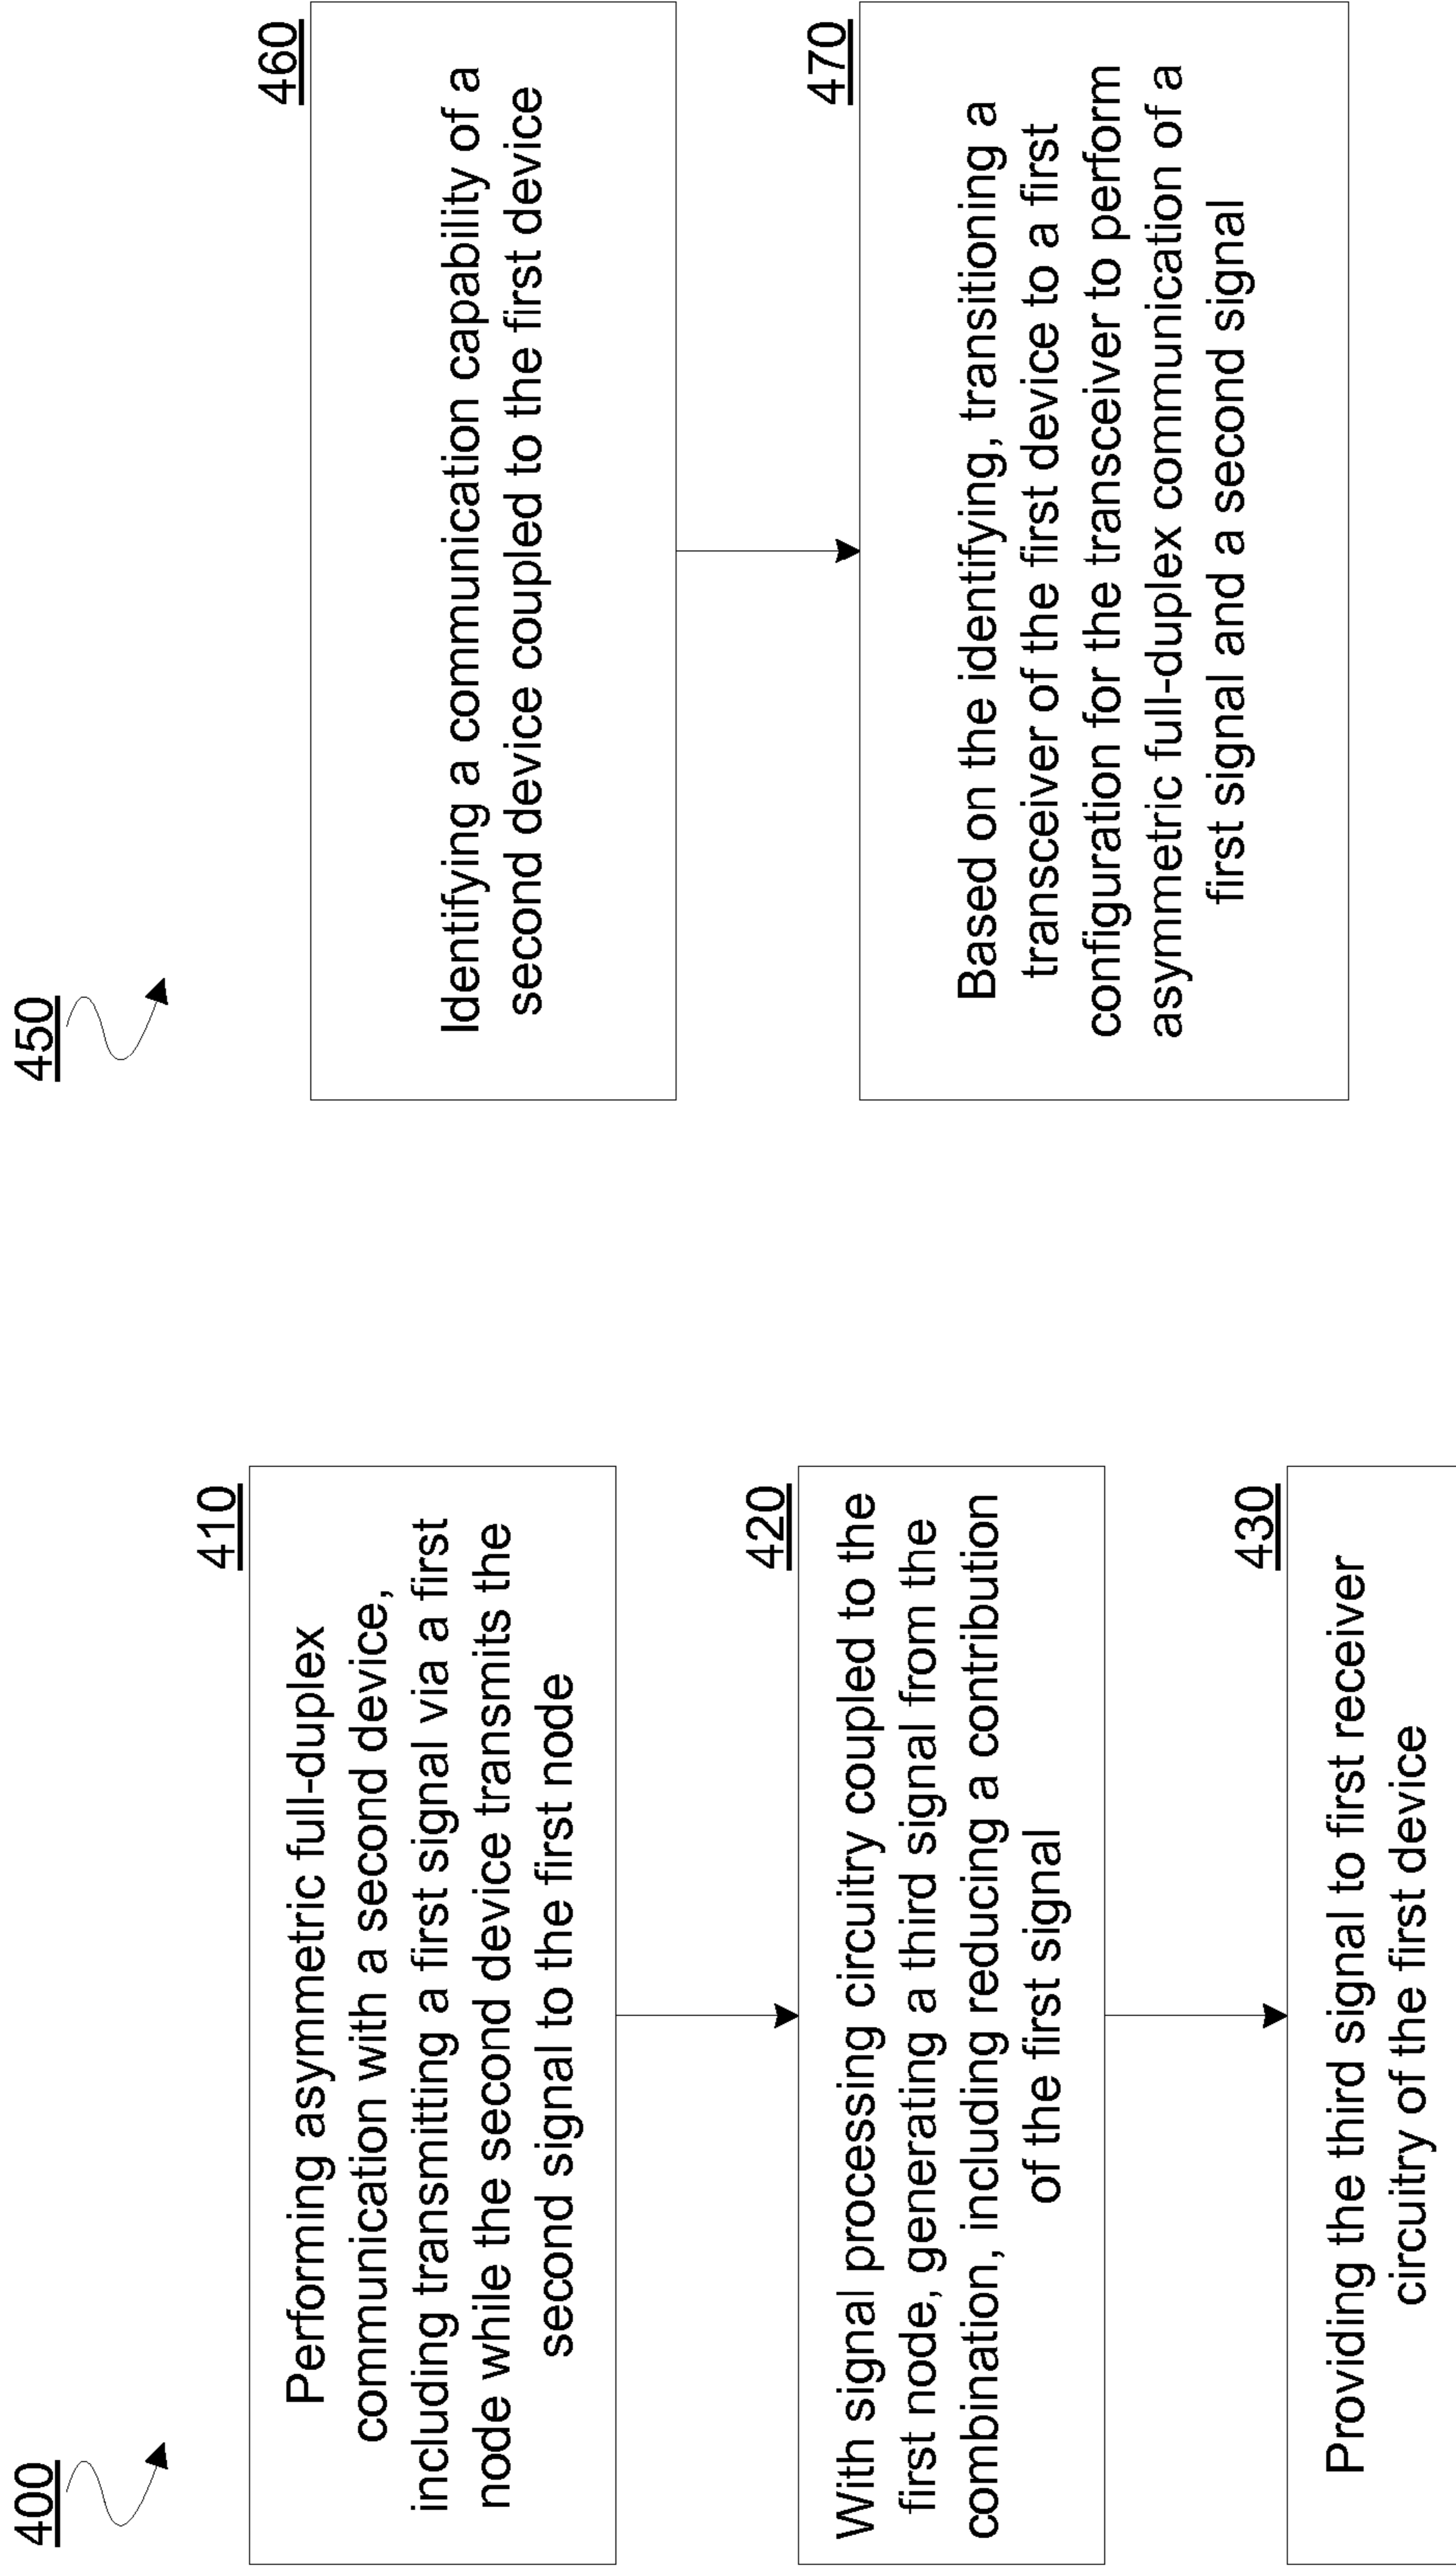 400
410
Performing asymmetric full-duplex
communication with a second device,
including transmitting a first signal via a first
node while the second device transmits the
second signal to the first node
420
With signal processing circuitry coupled to the
first node, generating a third signal from the
combination, including reducing a contribution
of the first signal
430
Providing the third signal to first receiver
circuitry of the first device
450
460
Identifying a communication capability of a
second device coupled to the first device
470
Based on the identifying, transitioning a
transceiver of the first device to a first
configuration for the transceiver to perform
asymmetric full-duplex communication of a
first signal and a second signal